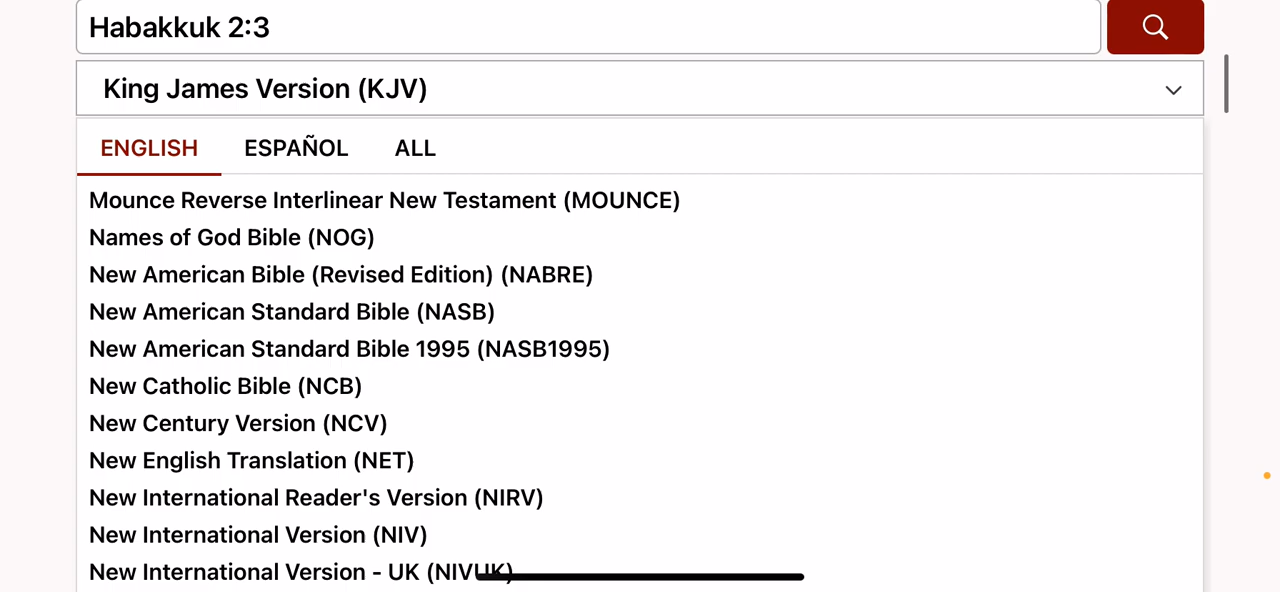 Habakkuk 2:3
King James Version (KJV)
ENGLISH ESPAÑOL ALL
Mounce Reverse Interlinear New Testament (MOUNCE)
Names of God Bible (NOG)
New American Bible (Revised Edition) (NABRE)
New American Standard Bible (NASB)
New American Standard Bible 1995 (NASB1995)
New Catholic Bible (NCB)
New Century Version (NCV)
New English Translation (NET)
New International Reader's Version (NIRV)
New International Version (NIV)
New International Version - UK (NIVUK)